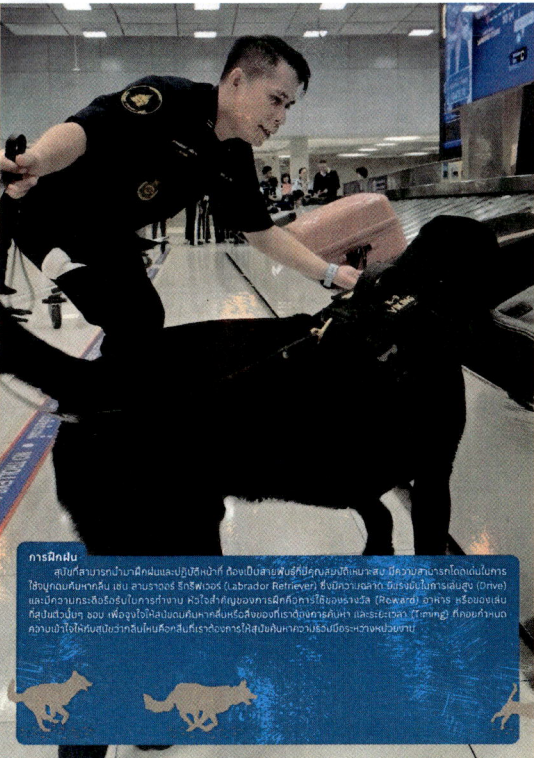 VIKING
การฝึกฝน
สุนัขที่สามารถนำมาฝึกฝนและปฏิบัติหน้าที่ ต้องเป็นสายพันธุ์ที่มีคุณสมบัติเหมาะสม มีความสามารถโดดเด่นในการ
ใช้จมูกดมค้นหากลิ่น เช่น ลาบราดอร์ รีทรีฟเวอร์ (Labrador Retriever) ซึ่งมีความฉลาด มีแรงขับในการเล่นสูง (Drive)
และมีความกระตือรือร้นในการทำงาน หัวใจสำคัญของการฝึกคือการใช้ของรางวัล (Reward) อาหาร หรือของเล่น
ที่สุนัขตัวนั้นๆ ชอบ เพื่อจูงใจให้สุนัขดมค้นหากลิ่นหรือสิ่งของที่เราต้องการค้นหา และระยะเวลา (Timing) ที่คอยกำหนด
ความเข้าใจให้กับสุนัขว่ากลิ่นไหนคือกลิ่นที่เราต้องการให้สุนัขค้นหาความร่วมมือระหว่างหน่วยงาน